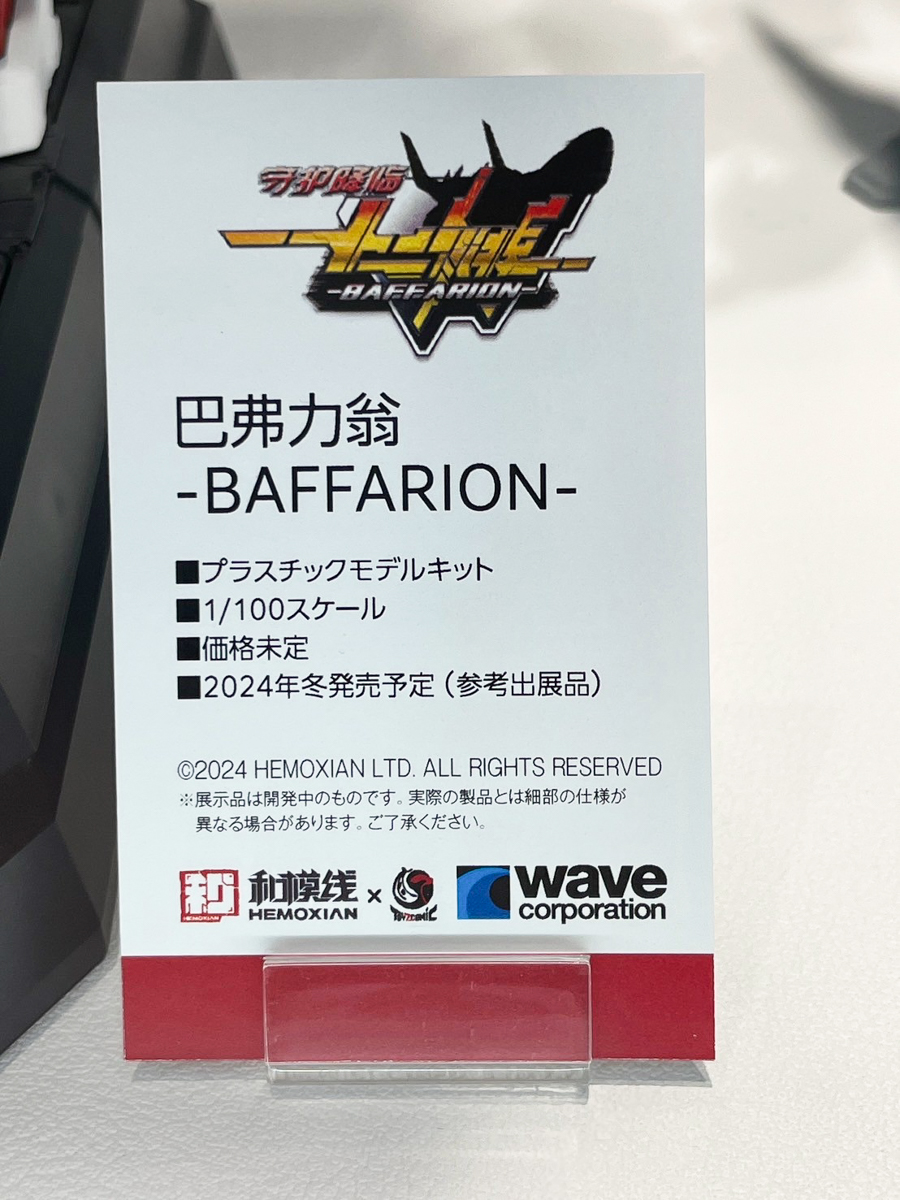 守护降临
-BAFFARION-
巴弗力翁
-BAFFARION-
■プラスチックモデルキット
■1/100スケール
■価格未定
■2024年冬発売予定(参考出展品)
©2024 HEMOXIAN LTD. ALL RIGHTS RESERVED
※展示品は開発中のものです。実際の製品とは細部の仕様が
異なる場合があります。ご了承ください。
HEMOXIAN 和模线 HEMOXIAN × wave corporation